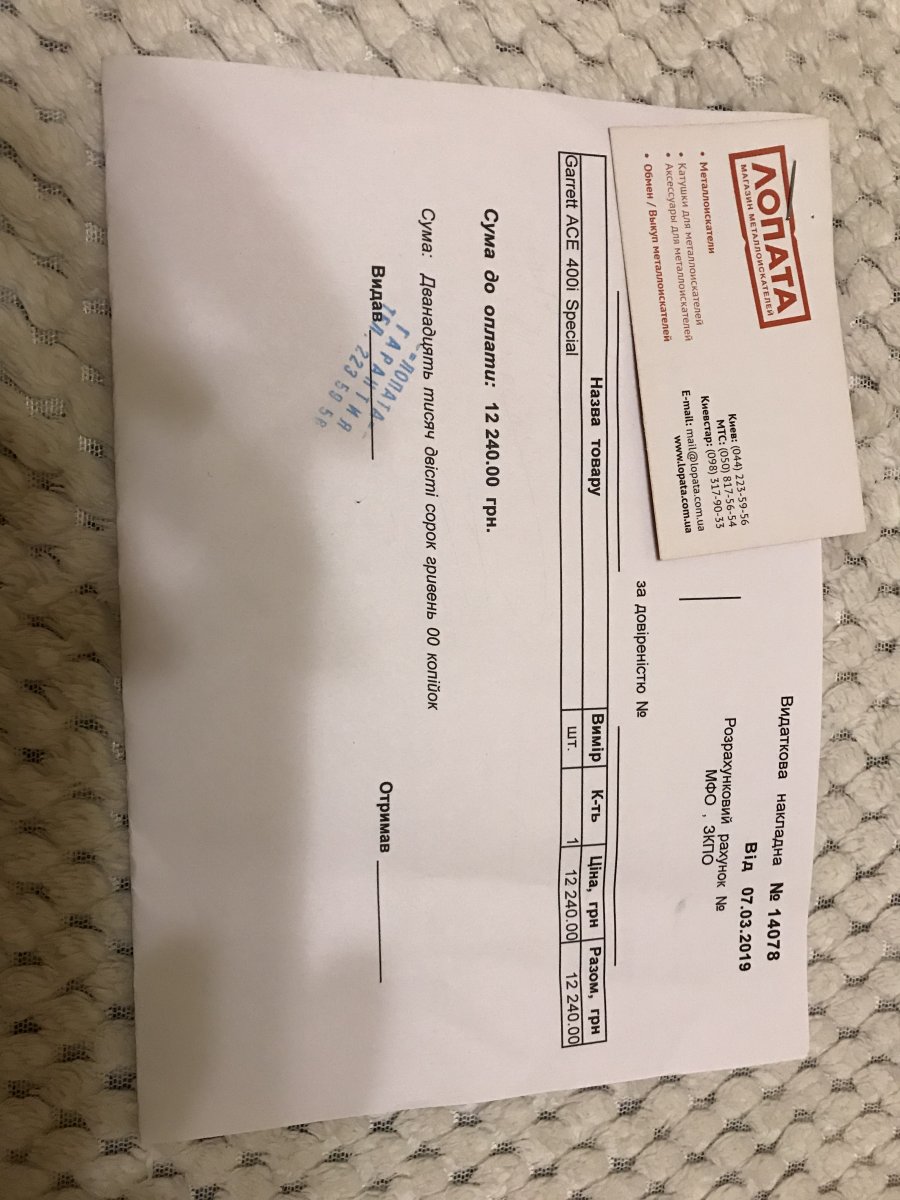 ЛОПАТА
МАГАЗИН МЕТАЛЛОИСКАТЕЛЕЙ
• Металлоискатели
• Катушки для металлоискателей
• Аксессуары для металлоискателей
• Обмен / Выкуп металлоискателей
Киев: (044) 223-59-56
МТС: (050) 817-56-54
Киевстар: (098) 317-90-33
E-mail: mail@lopata.com.ua
www.lopata.com.ua
Видаткова накладна № 14078
Від 07.03.2019
Розрахунковий рахунок №
МФО , ЗКПО
за довіреністю №
Назва товару Вимір К-ть Ціна, грн Разом, грн
Garrett ACE 400i Special шт. 1 12 240.00 12 240.00
Сума до оплати: 12 240.00 грн.
Сума: Дванадцять тисяч двісті сорок гривень 00 копійок
Видав Отримав
ЛОПАТА
ГАРАНТИЯ